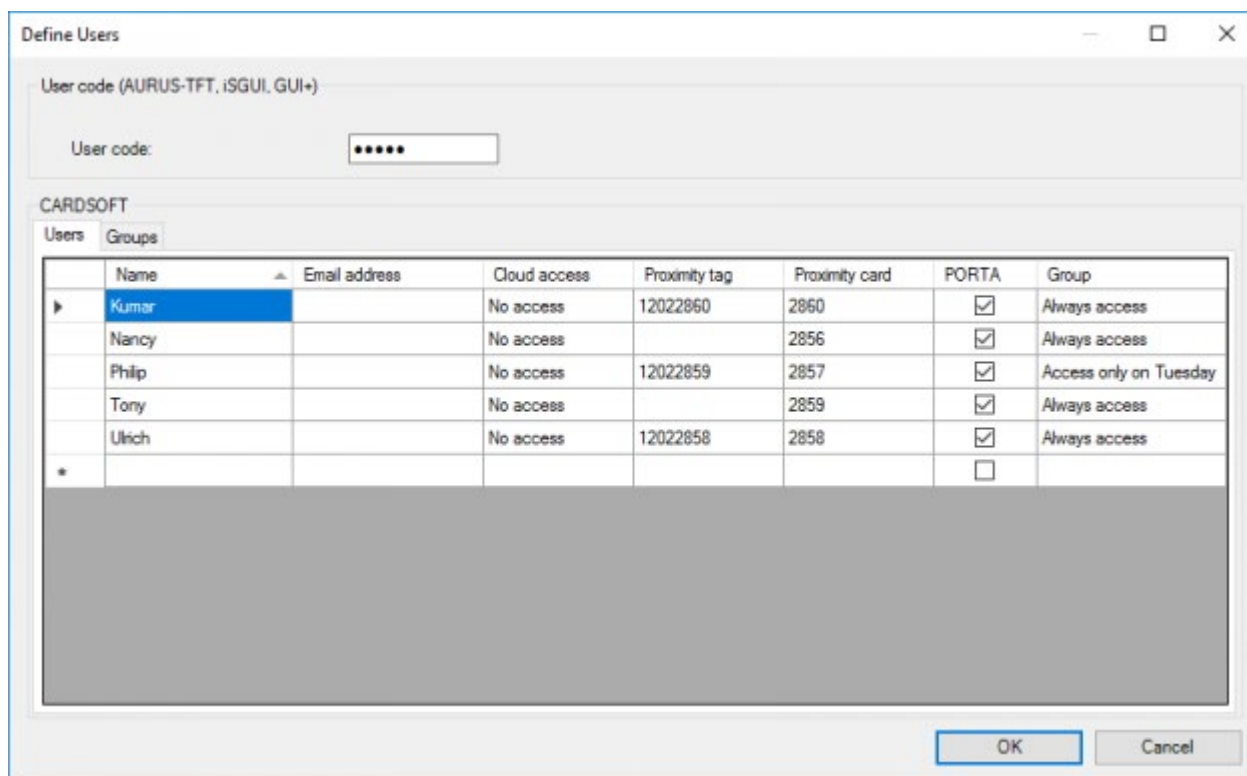 Define Users
User code (AURUS-TFT, iSGUI, GUI+)
User code: •••••
CARDSOFT
Users Groups
Name Email address Cloud access Proximity tag Proximity card PORTA Group
Kumar No access 12022860 2860 Always access
Nancy No access 2856 Always access
Philip No access 12022859 2857 Access only on Tuesday
Tony No access 2859 Always access
Ulrich No access 12022858 2858 Always access
*
OK Cancel